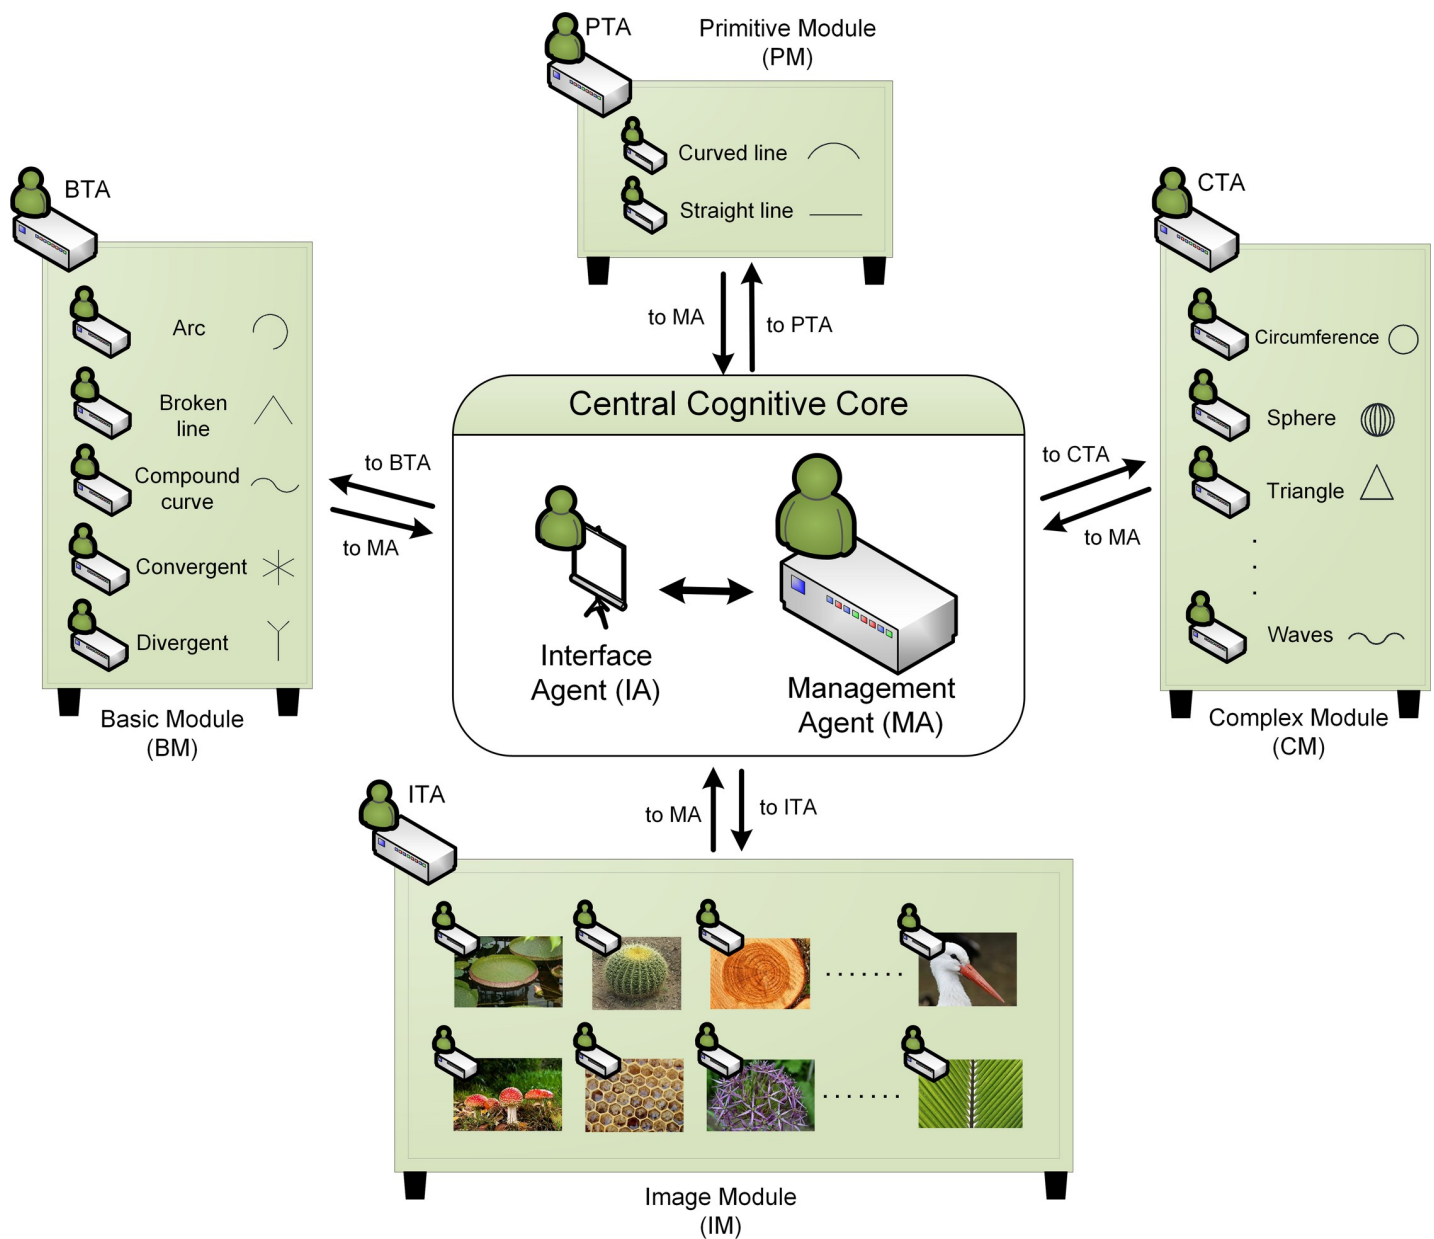 PTA
Primitive Module
(PM)
Curved line
Straight line
BTA
Arc
Broken
line
Compound
curve
Convergent
Divergent
Basic Module
(BM)
CTA
Circumference
Sphere
Triangle
Waves
Complex Module
(CM)
to MA
to PTA
to BTA
to MA
to CTA
to MA
Central Cognitive Core
Interface
Agent (IA)
Management
Agent (MA)
to MA
to ITA
ITA
Image Module
(IM)